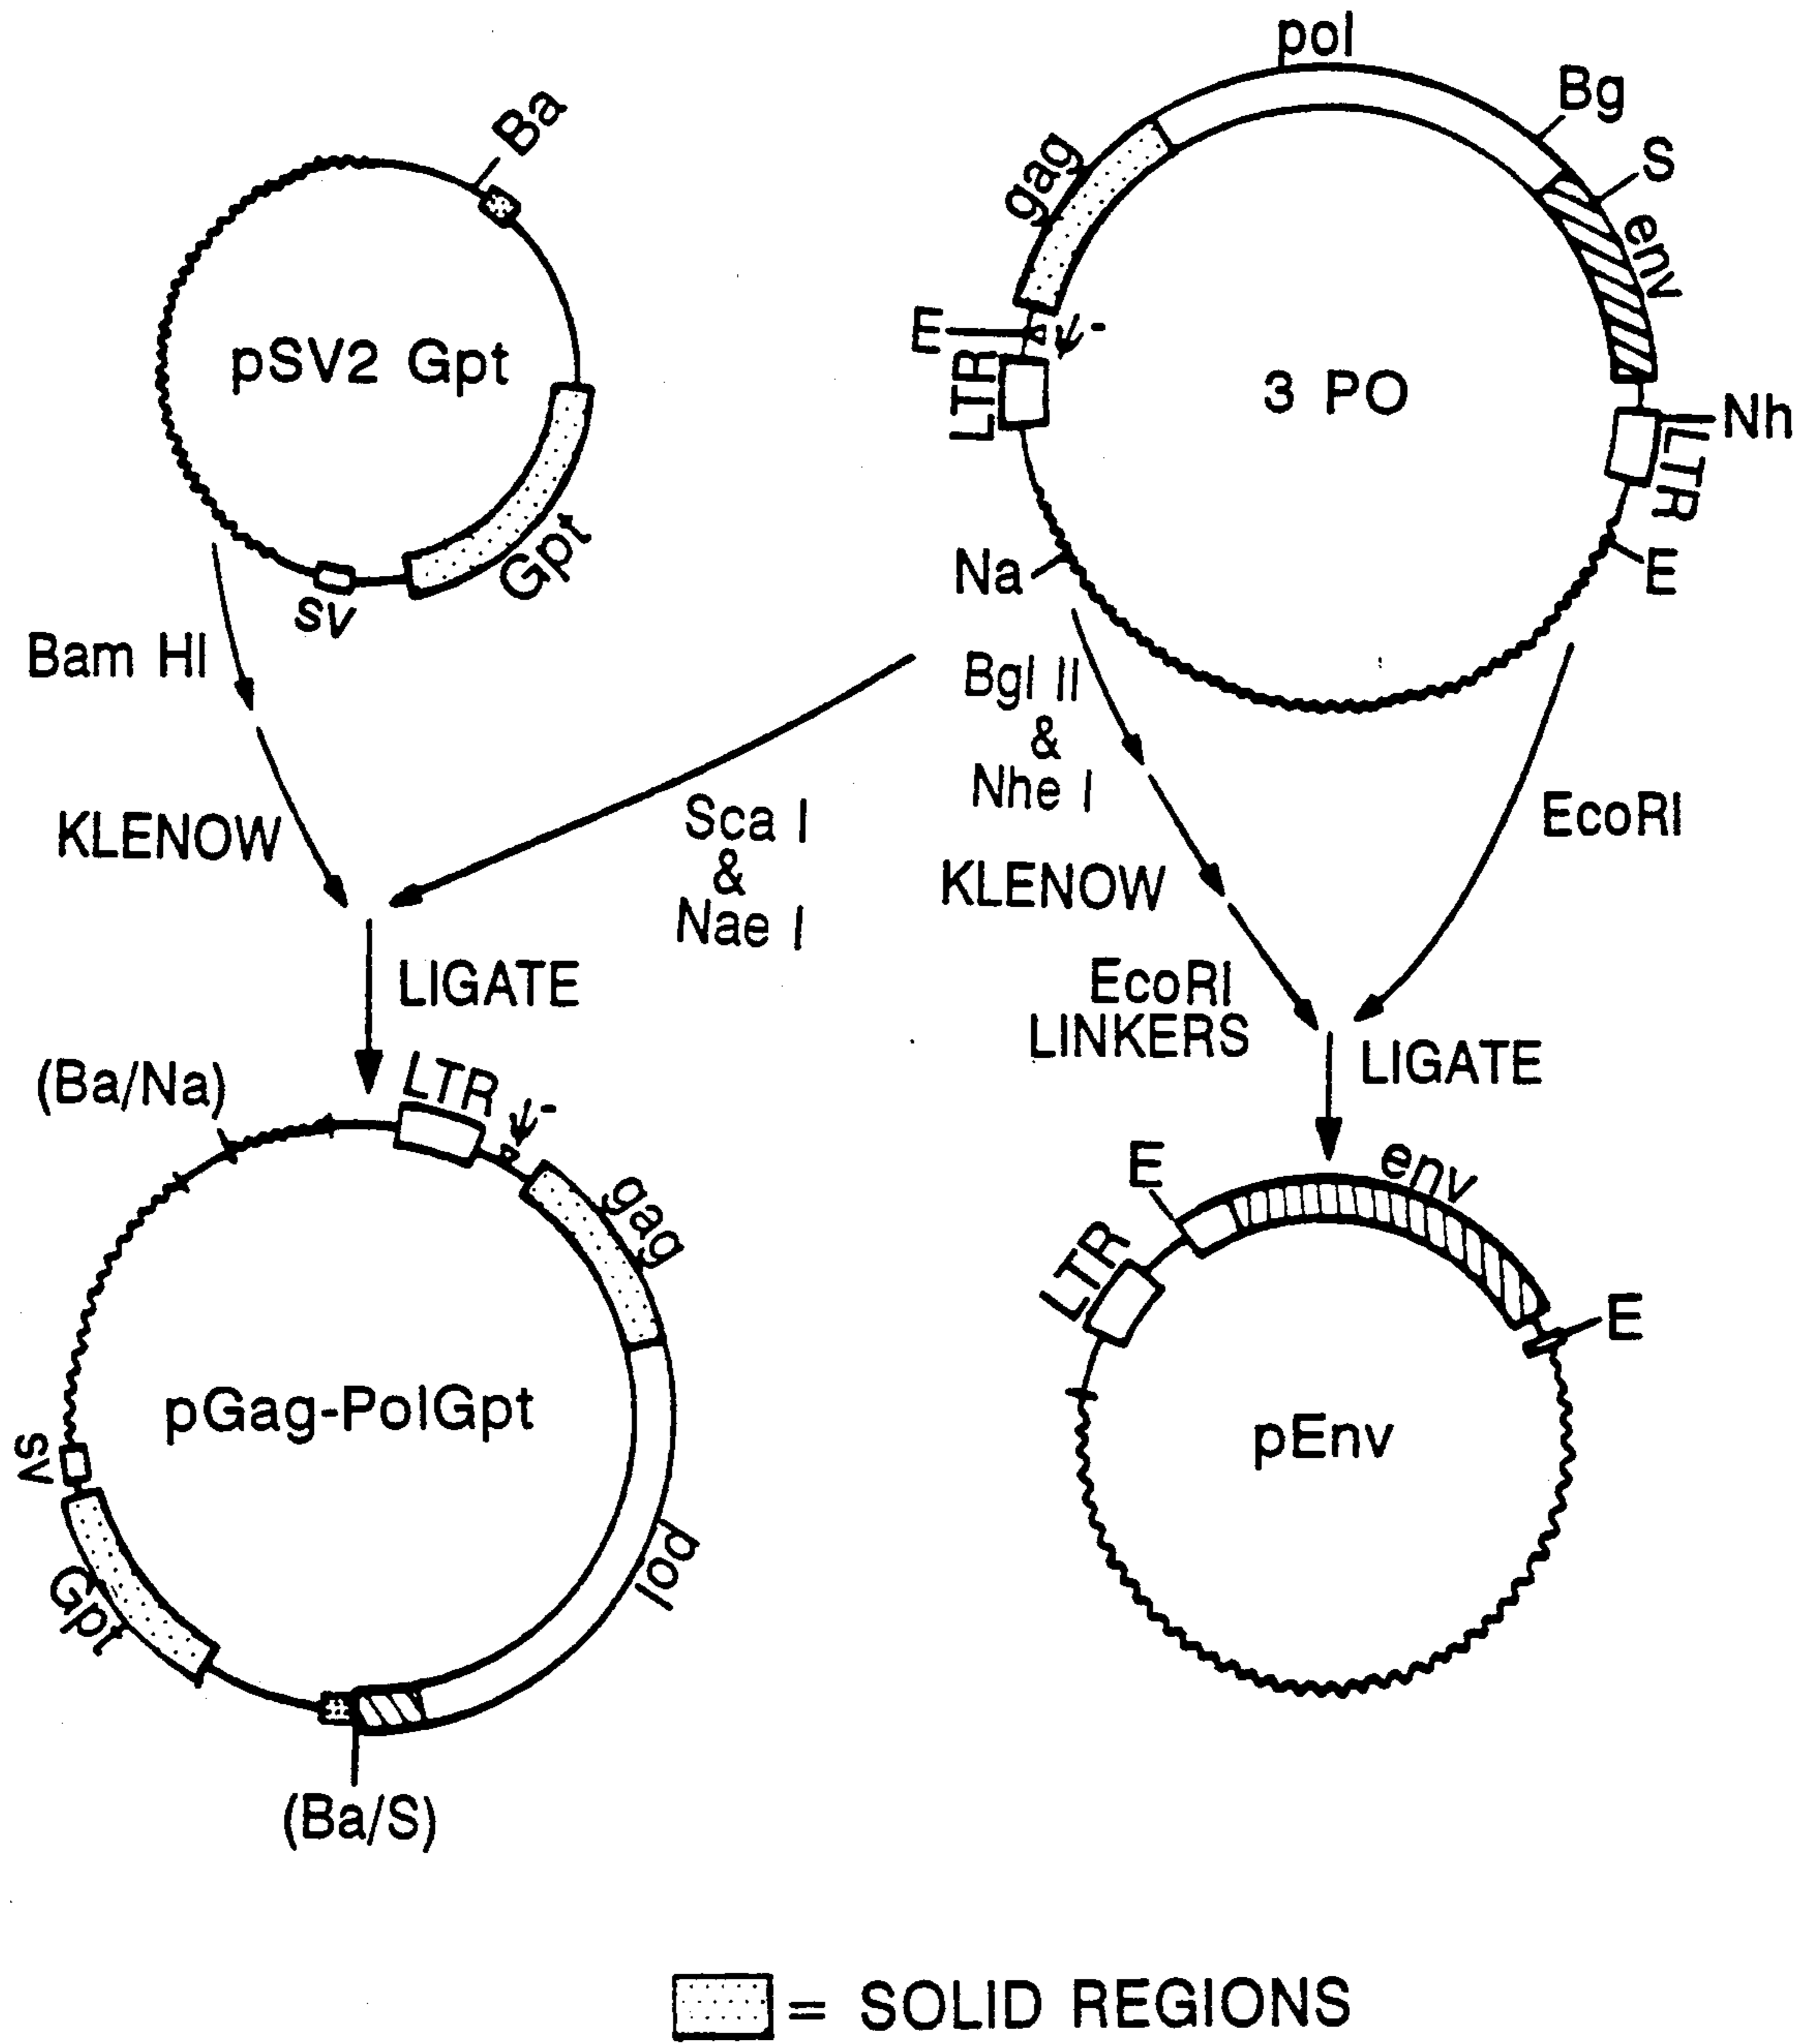 pol
Bg
S
env
gag
E
ψ-
LTR
3 PO
Nh
LTR
E
Na
Ba
pSV2 Gpt
Gpt
SV
Bam HI
KLENOW
Sca I
&
Nae I
LIGATE
Bgl II
&
Nhe I
KLENOW
EcoRI
LINKERS
EcoRI
LIGATE
(Ba/Na)
LTR
ψ-
gag
pGag-PolGpt
SV
Gpt
pol
(Ba/S)
E
env
LTR
E
pEnv
= SOLID REGIONS